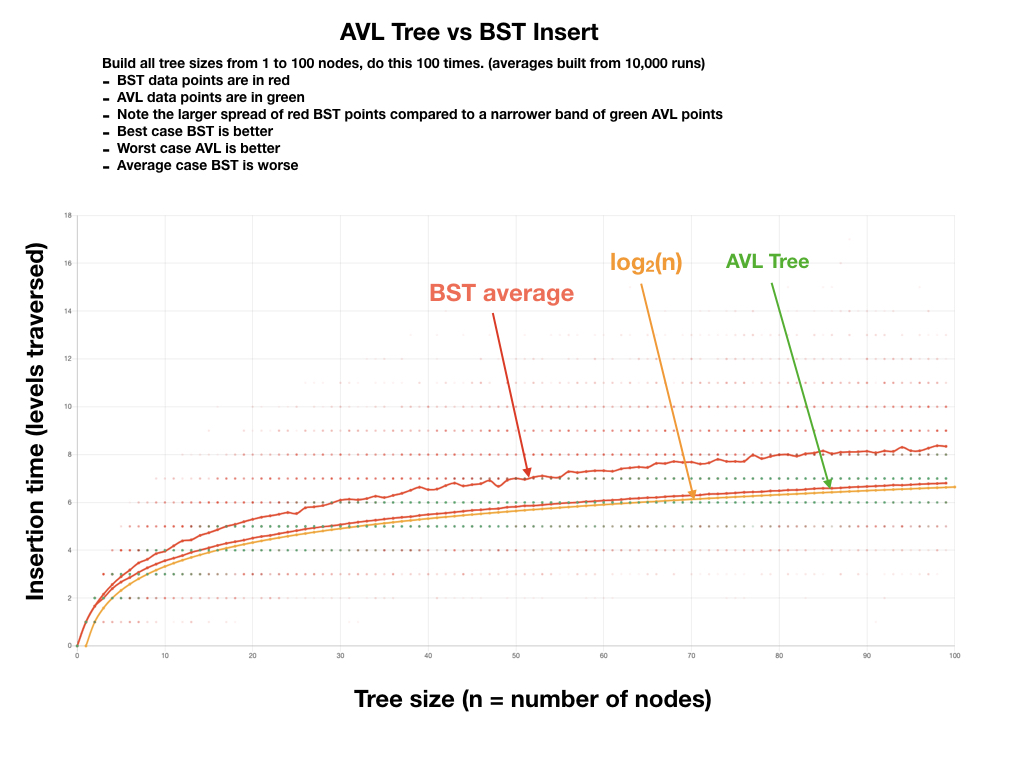 AVL Tree vs BST Insert
Build all tree sizes from 1 to 100 nodes, do this 100 times. (averages built from 10,000 runs)
- BST data points are in red
- AVL data points are in green
- Note the larger spread of red BST points compared to a narrower band of green AVL points
- Best case BST is better
- Worst case AVL is better
- Average case BST is worse
Insertion time (levels traversed)
18
16
14
12
10
8
6
4
2
0
BST average
log₂(n)
AVL Tree
0 10 20 30 40 50 60 70 80 90 100
Tree size (n = number of nodes)